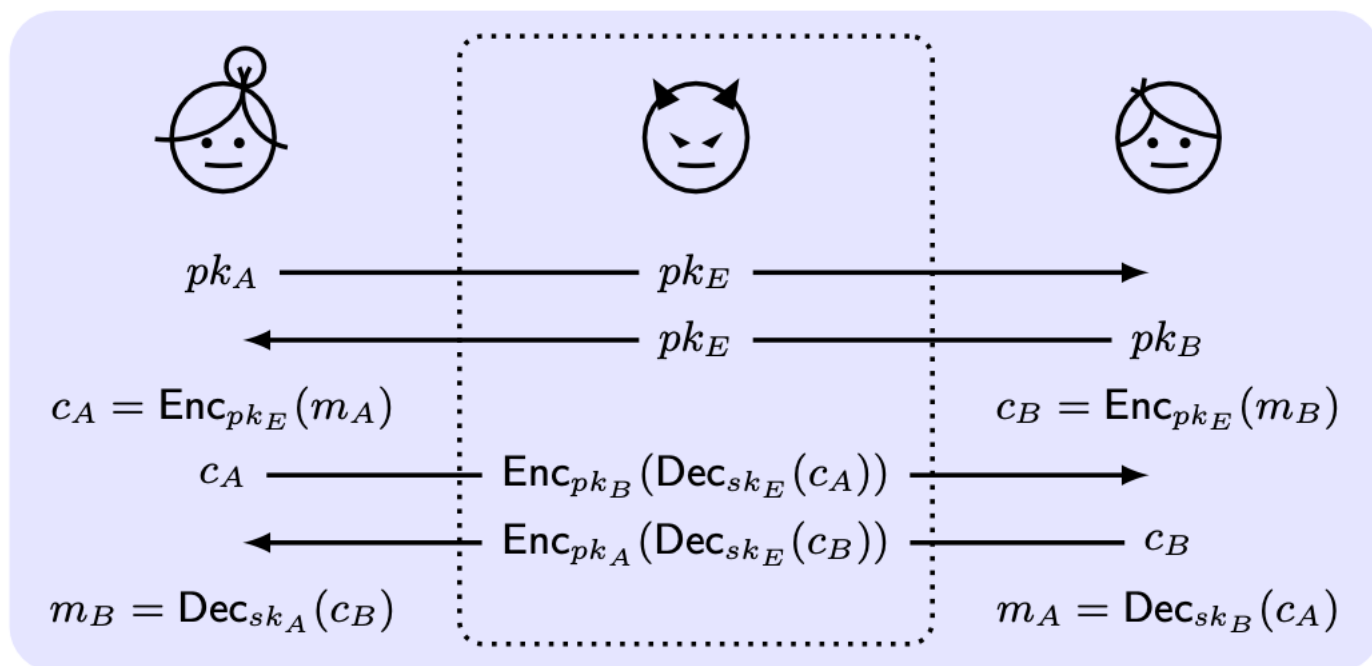 pk_A pk_E
pk_E pk_B
c_A = Enc_{pk_E}(m_A) c_B = Enc_{pk_E}(m_B)
c_A Enc_{pk_B}(Dec_{sk_E}(c_A))
Enc_{pk_A}(Dec_{sk_E}(c_B)) c_B
m_B = Dec_{sk_A}(c_B) m_A = Dec_{sk_B}(c_A)